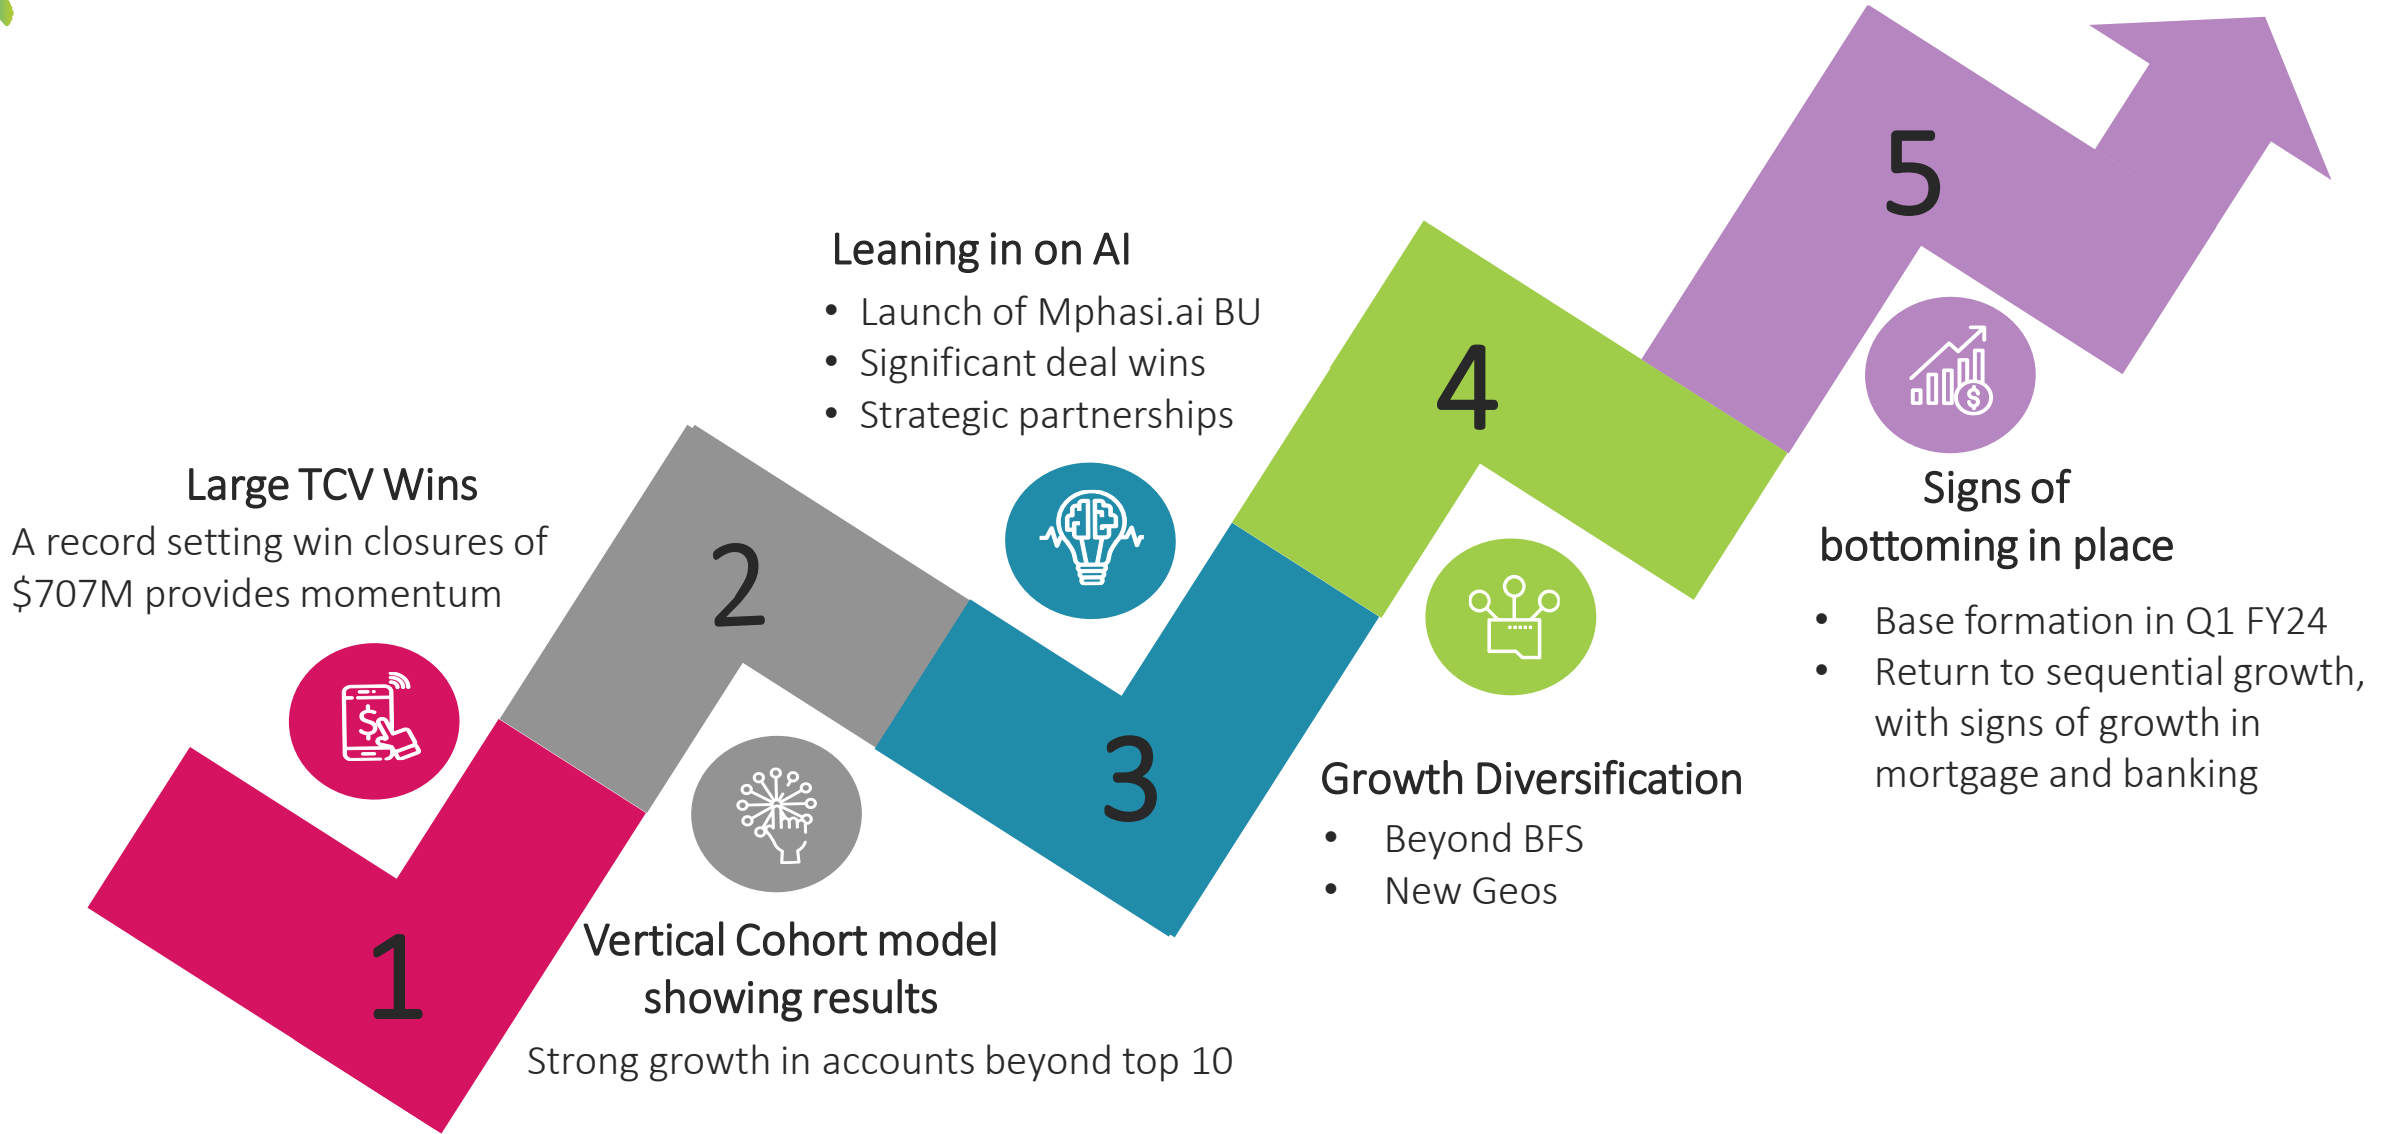 1
Large TCV Wins
A record setting win closures of
$707M provides momentum
2
Vertical Cohort model
showing results
Strong growth in accounts beyond top 10
3
Leaning in on AI
• Launch of Mphasi.ai BU
• Significant deal wins
• Strategic partnerships
4
Growth Diversification
• Beyond BFS
• New Geos
5
Signs of
bottoming in place
• Base formation in Q1 FY24
• Return to sequential growth,
with signs of growth in
mortgage and banking